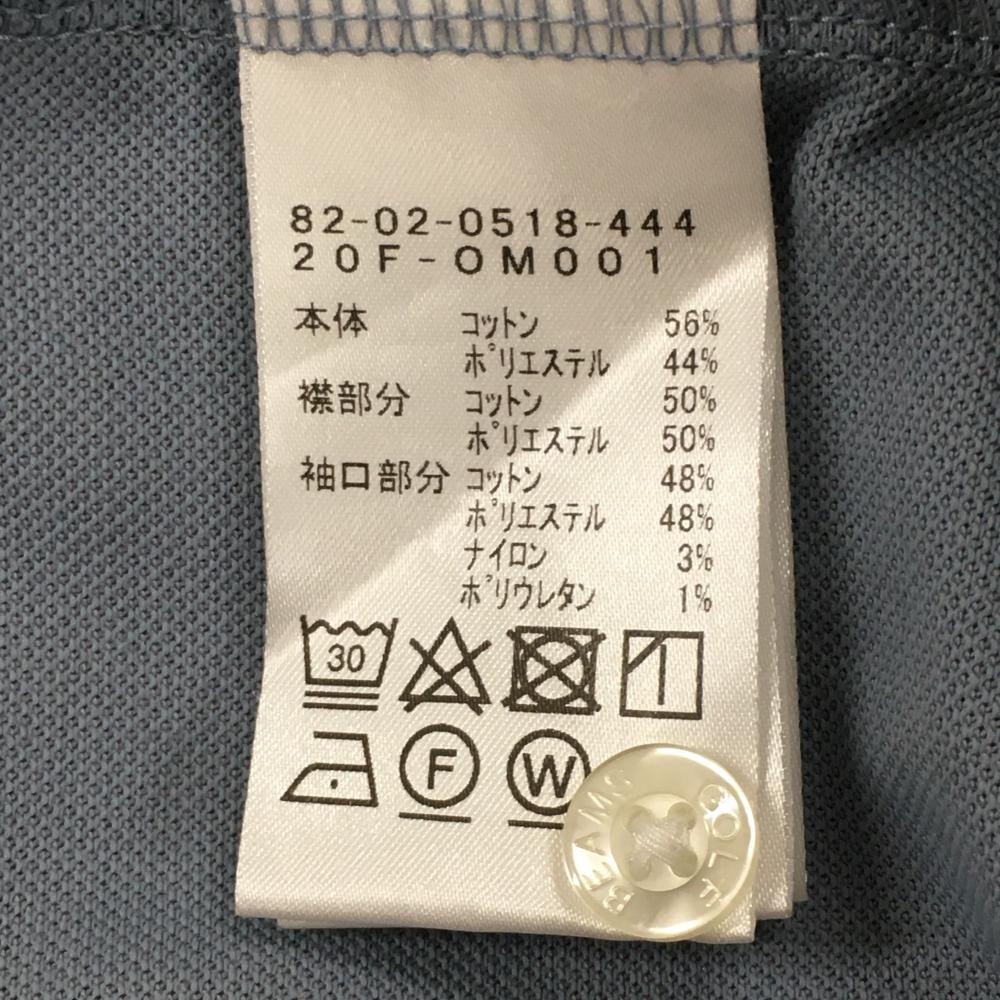 82-02-0518-444
20F-OM001
本体 コットン 56%
ポリエステル 44%
襟部分 コットン 50%
ポリエステル 50%
袖口部分 コットン 48%
ポリエステル 48%
ナイロン 3%
ポリウレタン 1%
30
F W
BEAMS GOLF